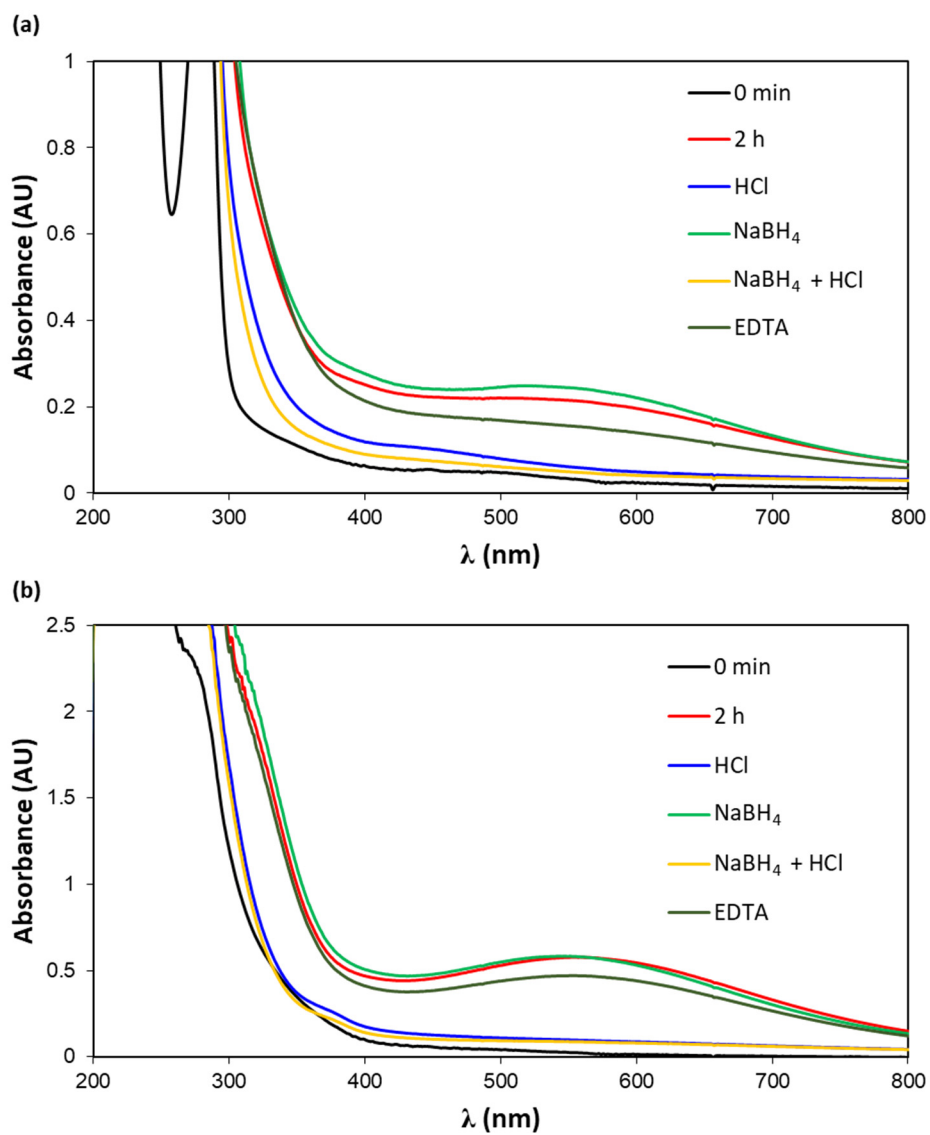 (a)
1
0.8
0.6
0.4
0.2
0
Absorbance (AU)
0 min
2 h
HCl
NaBH₄
NaBH₄ + HCl
EDTA
200 300 400 500 600 700 800
λ (nm)
(b)
2.5
2
1.5
1
0.5
0
Absorbance (AU)
0 min
2 h
HCl
NaBH₄
NaBH₄ + HCl
EDTA
200 300 400 500 600 700 800
λ (nm)